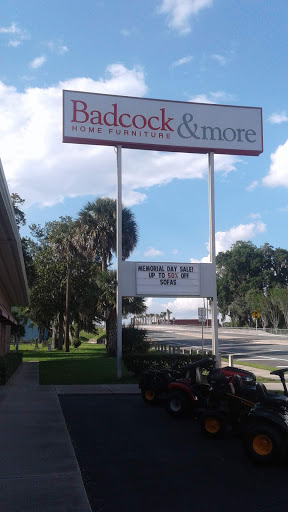 Badcock &more
HOME FURNITURE
MEMORIAL DAY SALE!
UP TO 50% OFF
SOFAS